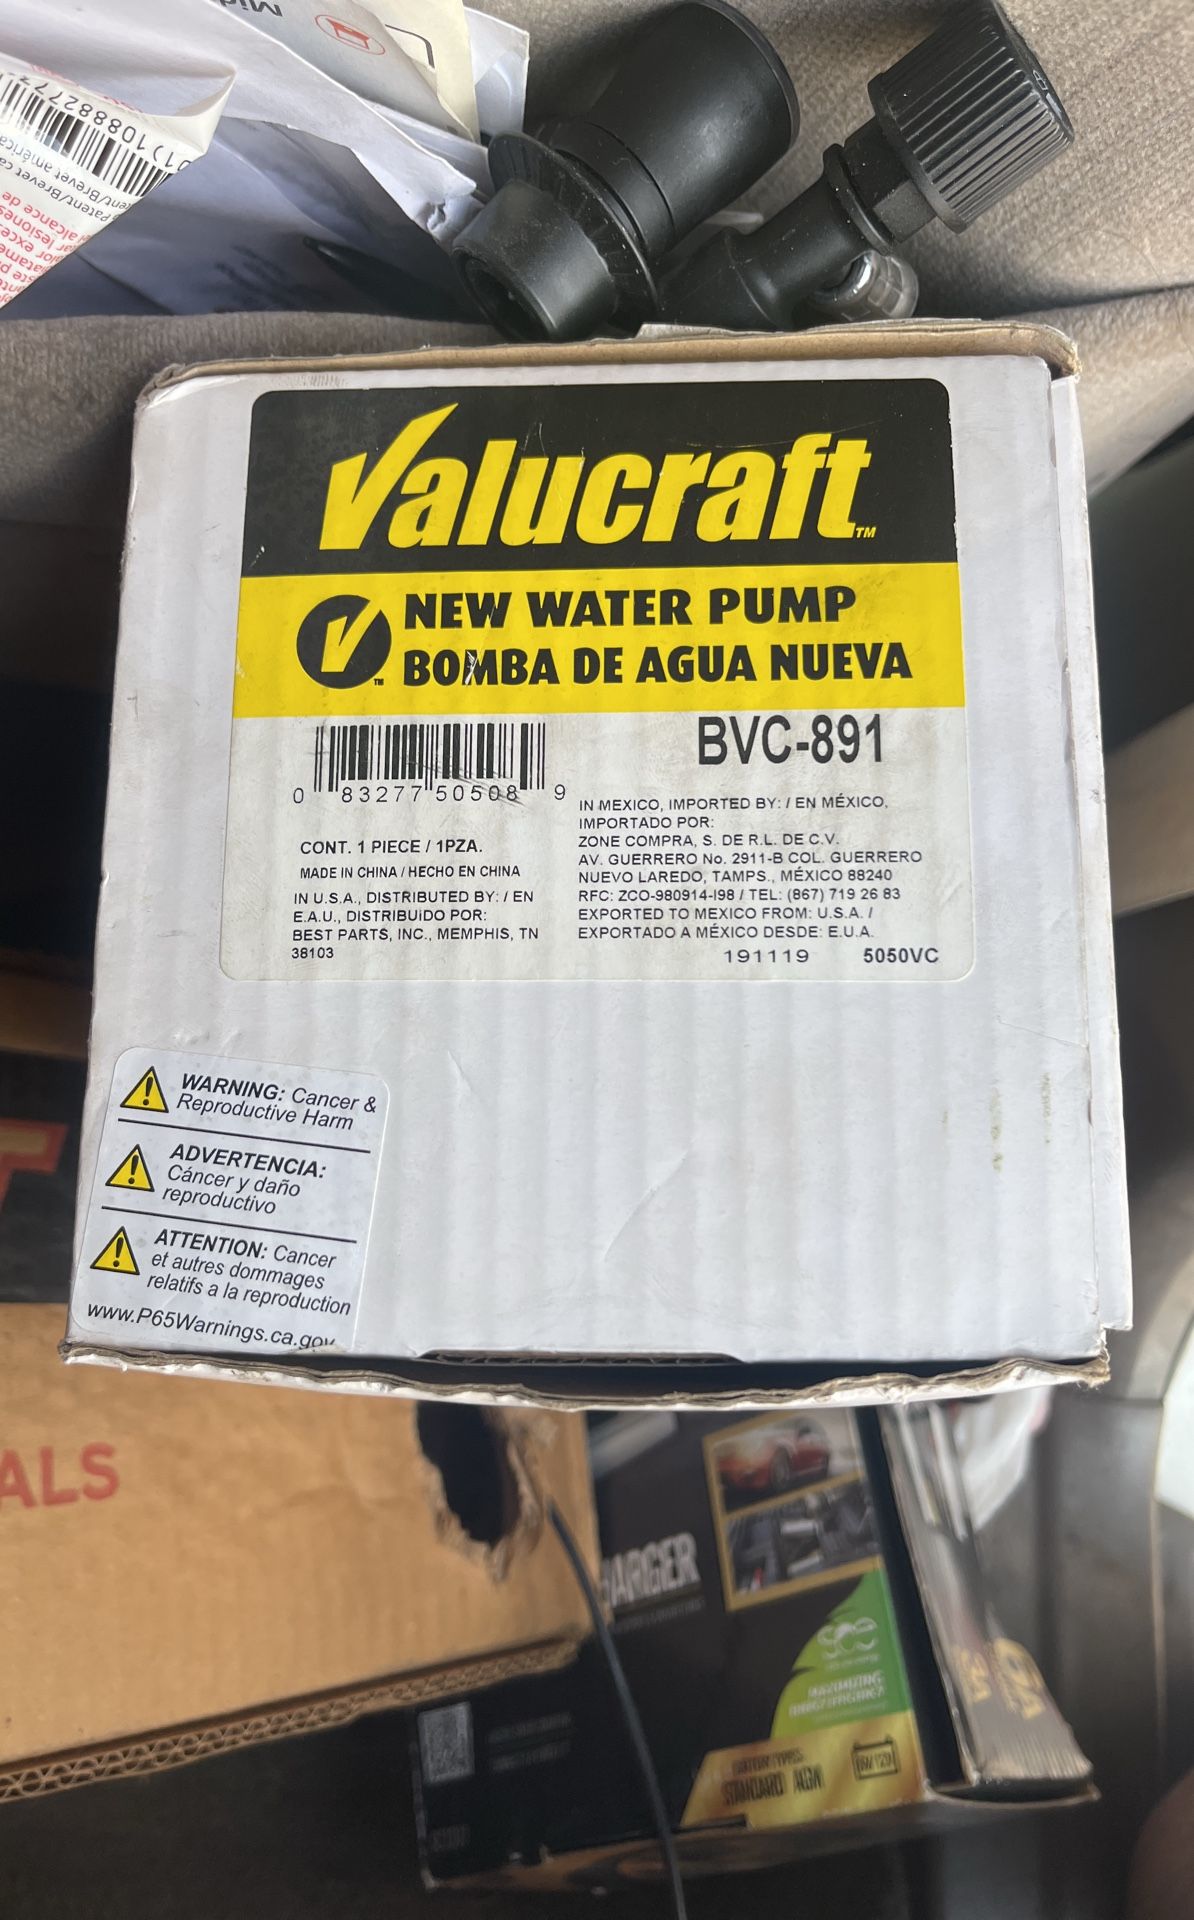 Valucraft™
NEW WATER PUMP
BOMBA DE AGUA NUEVA
BVC-891
0 83277 50508 9
CONT. 1 PIECE / 1PZA.
MADE IN CHINA / HECHO EN CHINA
IN U.S.A., DISTRIBUTED BY: / EN
E.A.U., DISTRIBUIDO POR:
BEST PARTS, INC., MEMPHIS, TN
38103
IN MEXICO, IMPORTED BY: / EN MÉXICO,
IMPORTADO POR:
ZONE COMPRA, S. DE R.L. DE C.V.
AV. GUERRERO No. 2911-B COL. GUERRERO
NUEVO LAREDO, TAMPS., MÉXICO 88240
RFC: ZCO-980914-I98 / TEL: (867) 719 26 83
EXPORTED TO MEXICO FROM: U.S.A. /
EXPORTADO A MÉXICO DESDE: E.U.A.
191119 5050VC
WARNING: Cancer &
Reproductive Harm
ADVERTENCIA:
Cáncer y daño
reproductivo
ATTENTION: Cancer
et autres dommages
relatifs a la reproduction
www.P65Warnings.ca.gov
ALS
STANDARD AGM
6V/12V